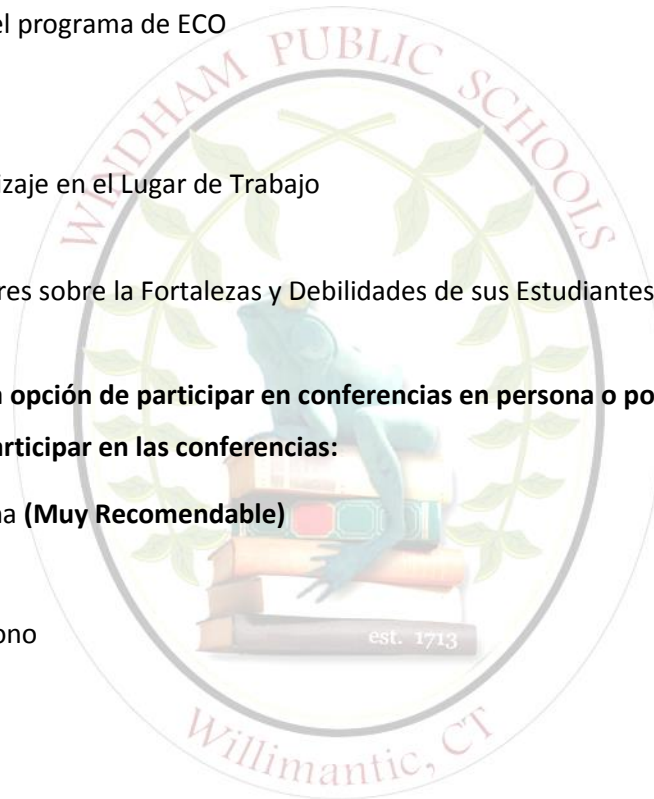 el programa de ECO
WINDHAM PUBLIC SCHOOLS
izaje en el Lugar de Trabajo
res sobre la Fortalezas y Debilidades de sus Estudiantes
opción de participar en conferencias en persona o po
articipar en las conferencias:
na (Muy Recomendable)
ono
est. 1713
Willimantic, CT